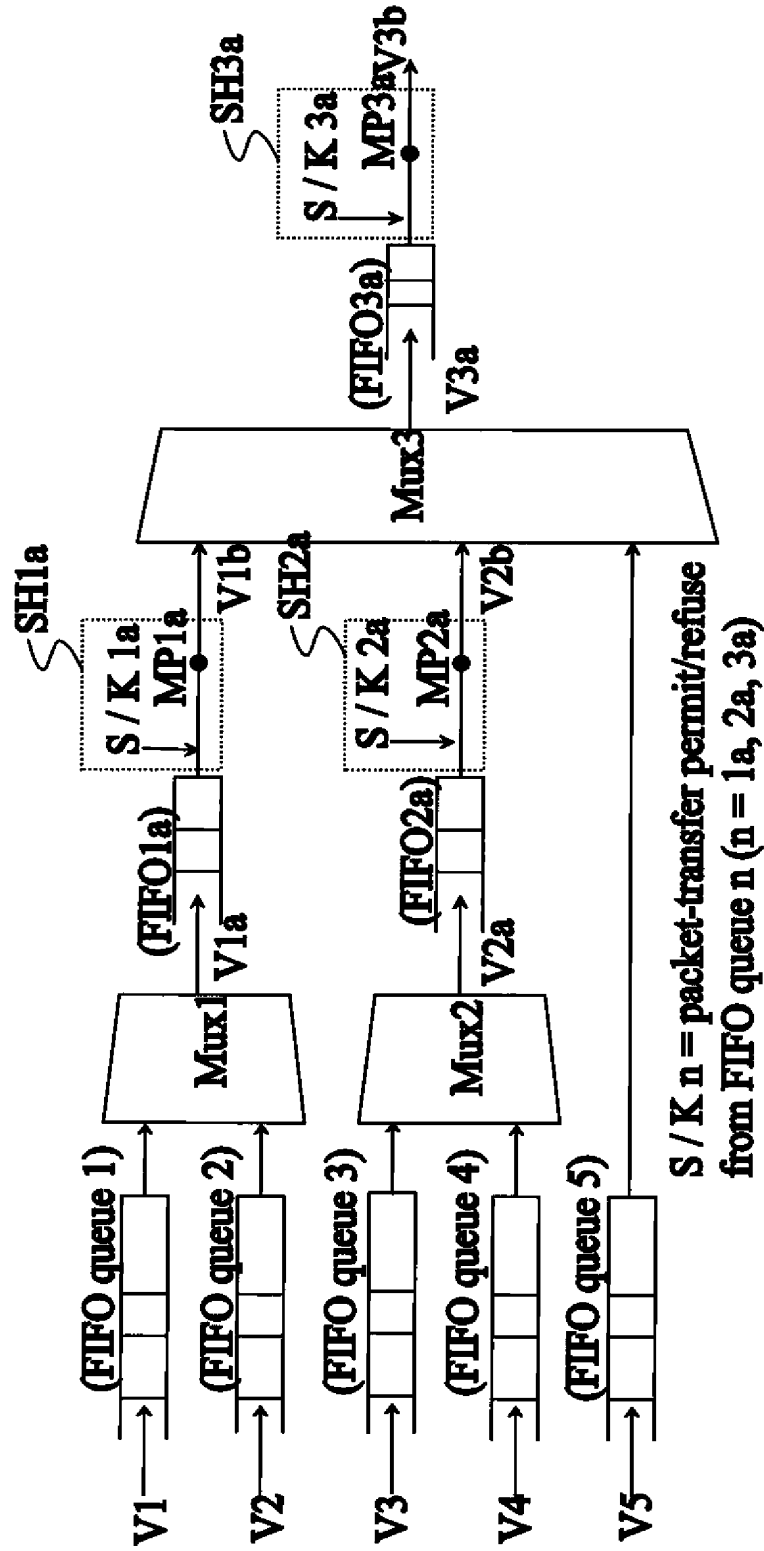 V1
(FIFO queue 1)
V2
(FIFO queue 2)
V3
(FIFO queue 3)
V4
(FIFO queue 4)
V5
(FIFO queue 5)
Mux1
Mux2
V1a
(FIFO1a)
V2a
(FIFO2a)
SH1a
S / K 1a
MP1a
V1b
SH2a
S / K 2a
MP2a
V2b
Mux3
V3a
(FIFO3a)
SH3a
S / K 3a
MP3a
V3b
S / K n = packet-transfer permit/refuse
from FIFO queue n (n = 1a, 2a, 3a)